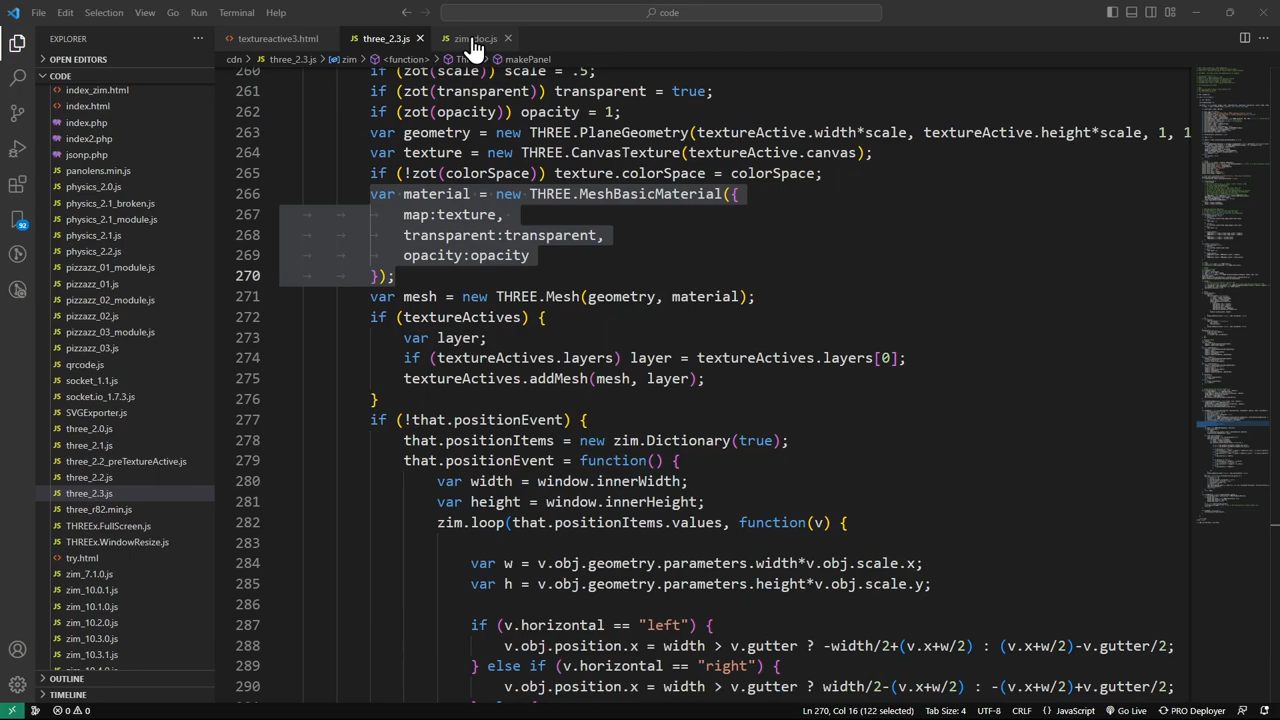 File Edit Selection View Go Run Terminal Help
code
EXPLORER
textureactive3.html
three_2.3.js
zim_doc.js
OPEN EDITORS
CODE
cdn > three_2.3.js > zim > <function> > makePanel
index_zim.html
index.html
index.php
index2.php
jsonp.php
panolens.min.js
physics_2.0.js
physics_2.1_broken.js
physics_2.1_module.js
physics_2.1.js
physics_2.2.js
pizzazz_01_module.js
pizzazz_01.js
pizzazz_02_module.js
pizzazz_02.js
pizzazz_03_module.js
pizzazz_03.js
qrcode.js
socket_1.1.js
socket.io_1.7.3.js
SVGExporter.js
three_2.0.js
three_2.1.js
three_2.2_preTextureActive.js
three_2.2.js
three_2.3.js
three_r82.min.js
THREEx.FullScreen.js
THREEx.WindowResize.js
try.html
zim_7.1.0.js
zim_10.0.1.js
zim_10.1.0.js
zim_10.2.0.js
zim_10.3.0.js
zim_10.3.1.js
OUTLINE
TIMELINE
92
260 if (zot(scale)) scale = .5;
261 if (zot(transparent)) transparent = true;
262 if (zot(opacity)) opacity = 1;
263 var geometry = new THREE.PlaneGeometry(textureActive.width*scale, textureActive.height*scale, 1, 1
264 var texture = new THREE.CanvasTexture(textureActive.canvas);
265 if (!zot(colorSpace)) texture.colorSpace = colorSpace;
266 var material = new THREE.MeshBasicMaterial({
267 map:texture,
268 transparent:transparent,
269 opacity:opacity
270 });
271 var mesh = new THREE.Mesh(geometry, material);
272 if (textureActives) {
273 var layer;
274 if (textureActives.layers) layer = textureActves.layers[0];
275 textureActive.addMesh(mesh, layer);
276 }
277 if (!that.positionEvent) {
278 that.positionItems = new zim.Dictionary(true);
279 that.positionEvent = function() {
280 var width = window.innerWidth;
281 var height = window.innerHeight;
282 zim.loop(that.positionItems.values, function(v) {
283
284 var w = v.obj.geometry.parameters.width*v.obj.scale.x;
285 var h = v.obj.geometry.parameters.height*v.obj.scale.y;
286
287 if (v.horizontal == "left") {
288 v.obj.position.x = width > v.gutter ? -width/2+(v.x+w/2) : (v.x+w/2)-v.gutter/2;
289 } else if (v.horizontal == "right") {
290 v.obj.position.x = width > v.gutter ? width/2-(v.x+w/2) : -(v.x+w/2)+v.gutter/2;
0 0 Ln 270, Col 16 (122 selected) Tab Size: 4 UTF-8 CRLF JavaScript Go Live PRO Deployer